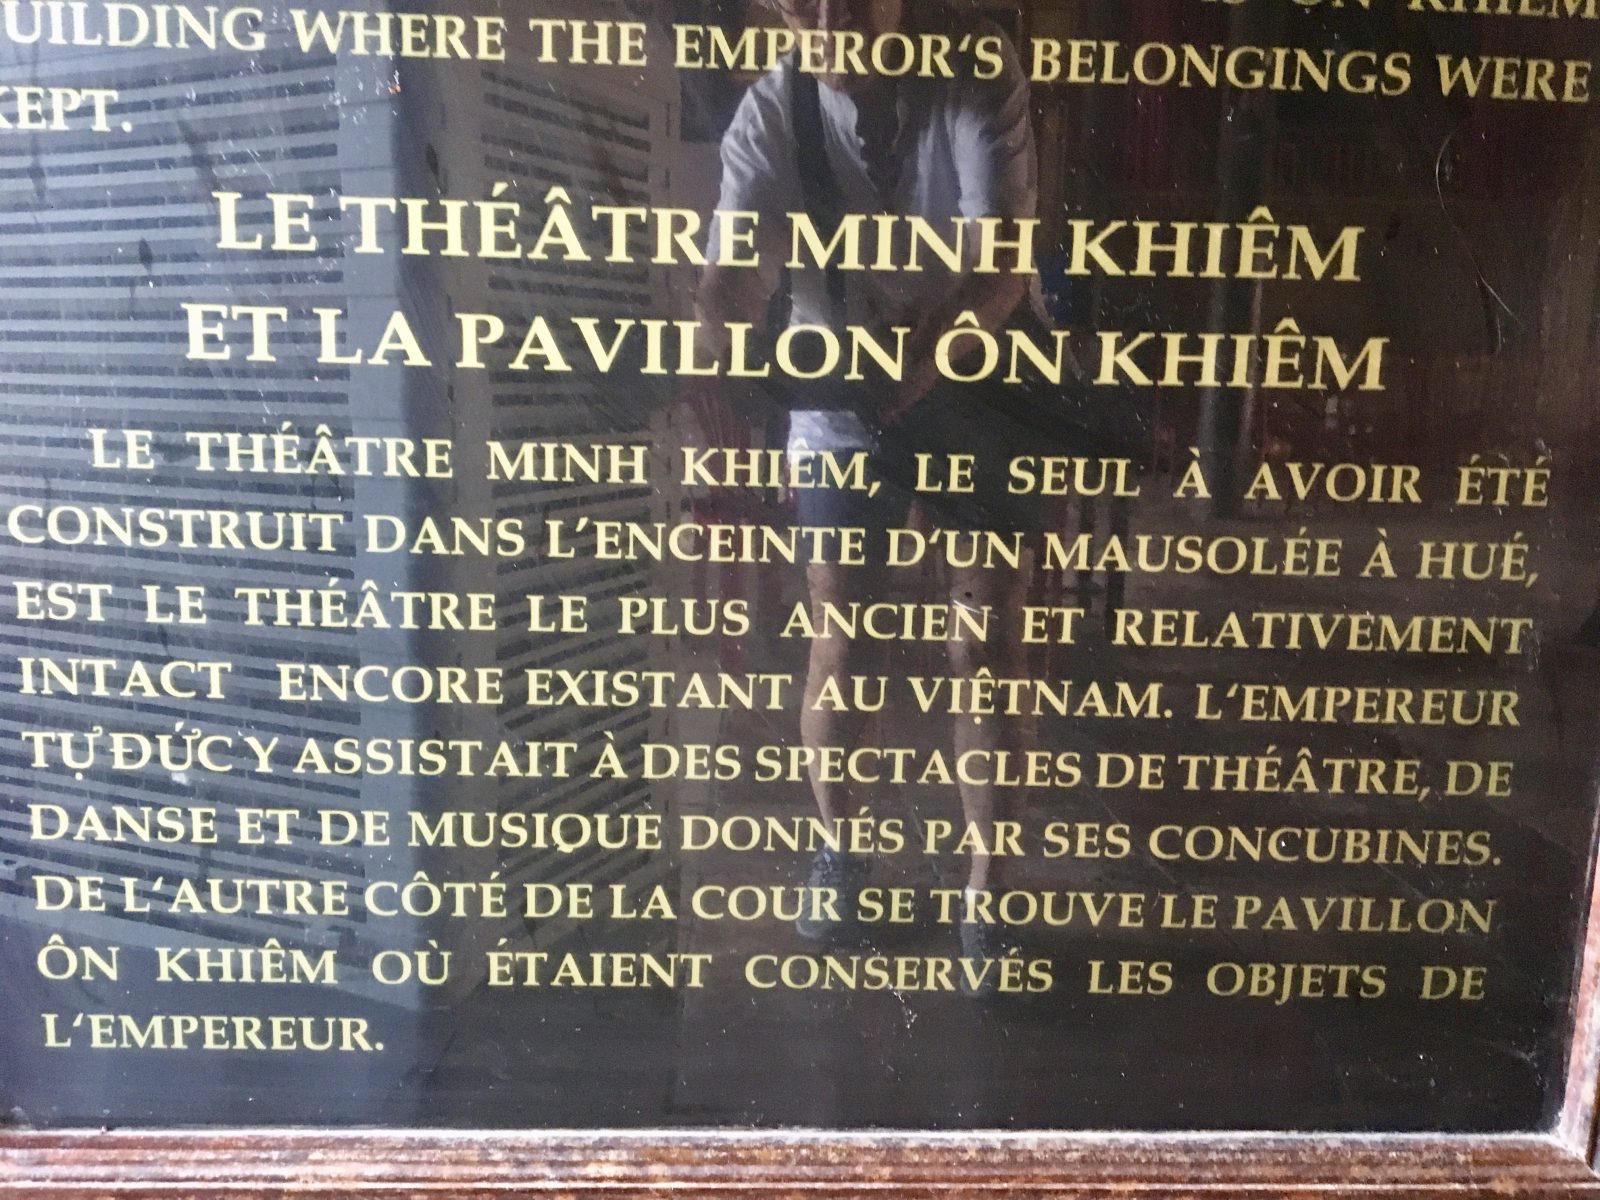 ÔN KHIÊM
BUILDING WHERE THE EMPEROR‘S BELONGINGS WERE
KEPT.
LE THÉÂTRE MINH KHIÊM
ET LA PAVILLON ÔN KHIÊM
LE THÉÂTRE MINH KHIÊM, LE SEUL À AVOIR ÉTÉ
CONSTRUIT DANS L’ENCEINTE D‘UN MAUSOLÉE À HUÉ,
EST LE THÉÂTRE LE PLUS ANCIEN ET RELATIVEMENT
INTACT ENCORE EXISTANT AU VIỆTNAM. L‘EMPEREUR
TỰ ĐỨC Y ASSISTAIT À DES SPECTACLES DE THÉÂTRE, DE
DANSE ET DE MUSIQUE DONNÉS PAR SES CONCUBINES.
DE L‘AUTRE CÔTÉ DE LA COUR SE TROUVE LE PAVILLON
ÔN KHIÊM OÙ ÉTAIENT CONSERVÉS LES OBJETS DE
L‘EMPEREUR.